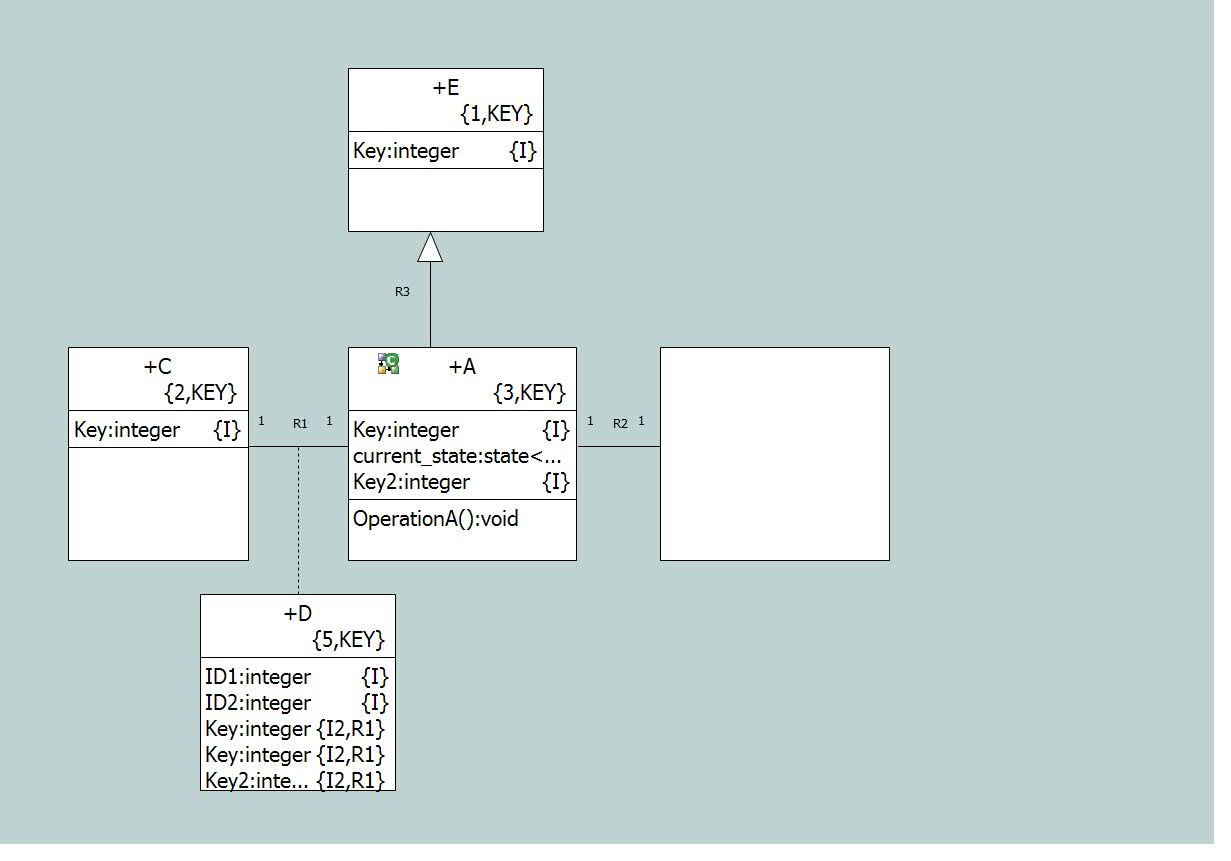 +E
{1,KEY}
Key:integer {I}
R3
+C
{2,KEY}
Key:integer {I}
1 R1 1
C
+A
{3,KEY}
Key:integer {I}
current_state:state<...
Key2:integer {I}
OperationA():void
1 R2 1
+D
{5,KEY}
ID1:integer {I}
ID2:integer {I}
Key:integer {I2,R1}
Key:integer {I2,R1}
Key2:inte... {I2,R1}